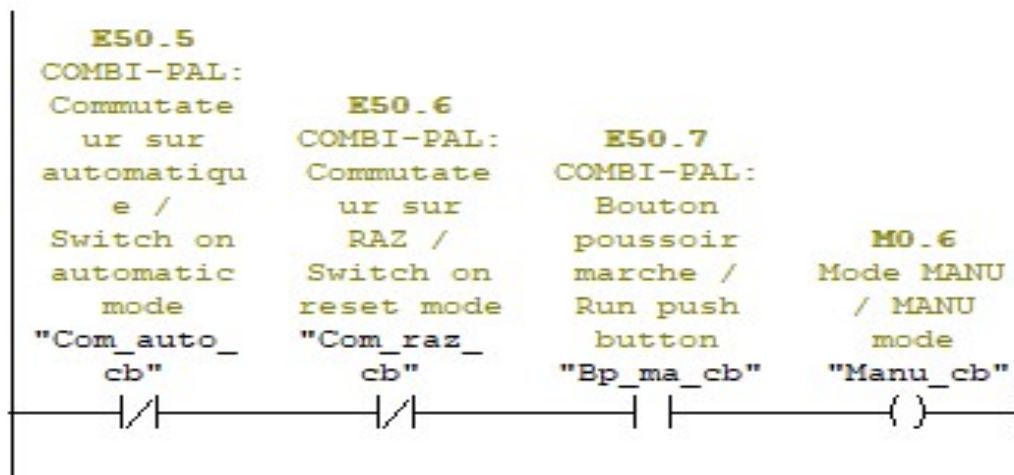 E50.5
COMBI-PAL:
Commutate
ur sur
automatiqu
e /
Switch on
automatic
mode
"Com_auto_
cb"
E50.6
COMBI-PAL:
Commutate
ur sur
RAZ /
Switch on
reset mode
"Com_raz_
cb"
E50.7
COMBI-PAL:
Bouton
poussoir
marche /
Run push
button
"Bp_ma_cb"
M0.6
Mode MANU
/ MANU
mode
"Manu_cb"